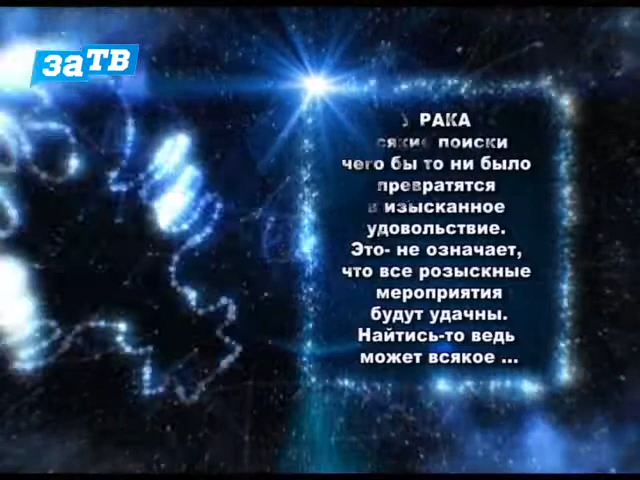 заТВ
У РАКА
всякие поиски
чего бы то ни было
превратятся
в изысканное
удовольствие.
Это- не означает,
что все розыскные
мероприятия
будут удачны.
Найтись-то ведь
может всякое ...